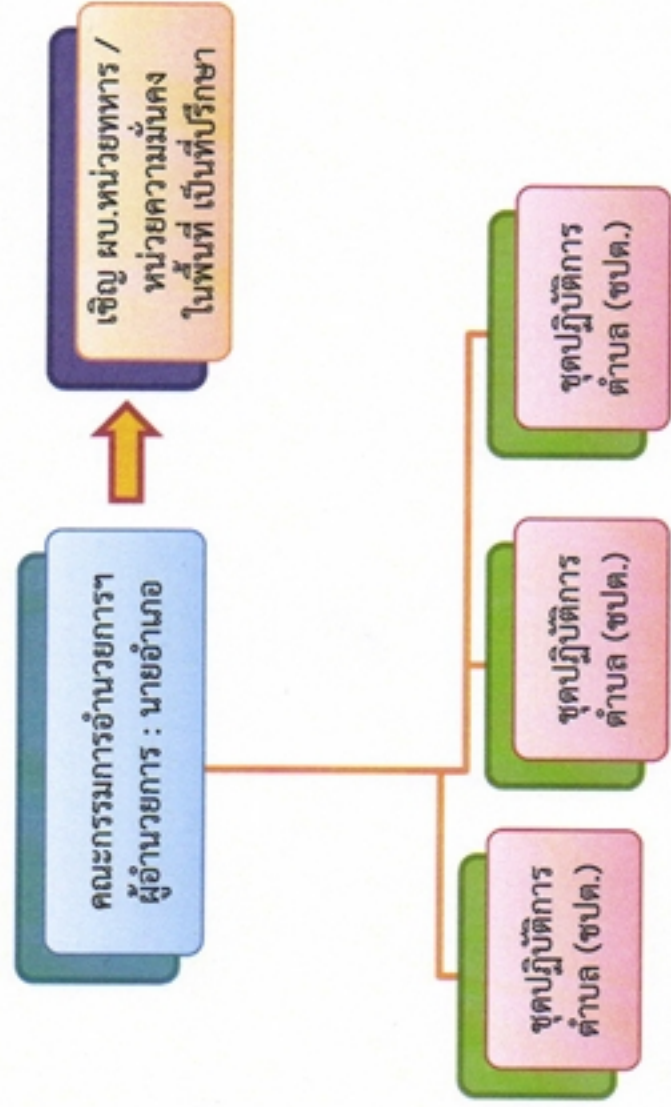 คณะกรรมการอำนวยการฯ
ผู้อำนวยการ : นายอำเภอ
เชิญ ผบ.หน่วยทหาร /
หน่วยความมั่นคง
ในพื้นที่ เป็นที่ปรึกษา
ชุดปฏิบัติการ
ตำบล (ชปต.)
ชุดปฏิบัติการ
ตำบล (ชปต.)
ชุดปฏิบัติการ
ตำบล (ชปต.)